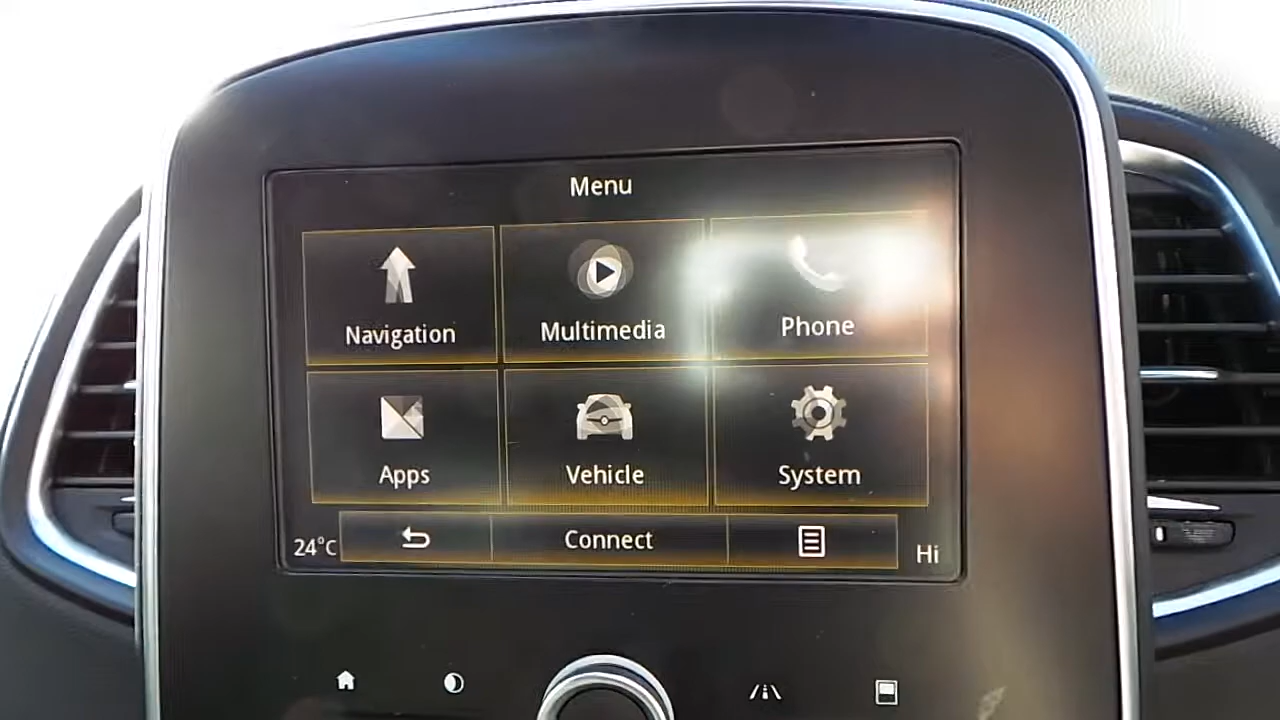 Menu
Navigation
Multimedia
Phone
Apps
Vehicle
System
24°C
Connect
Hi